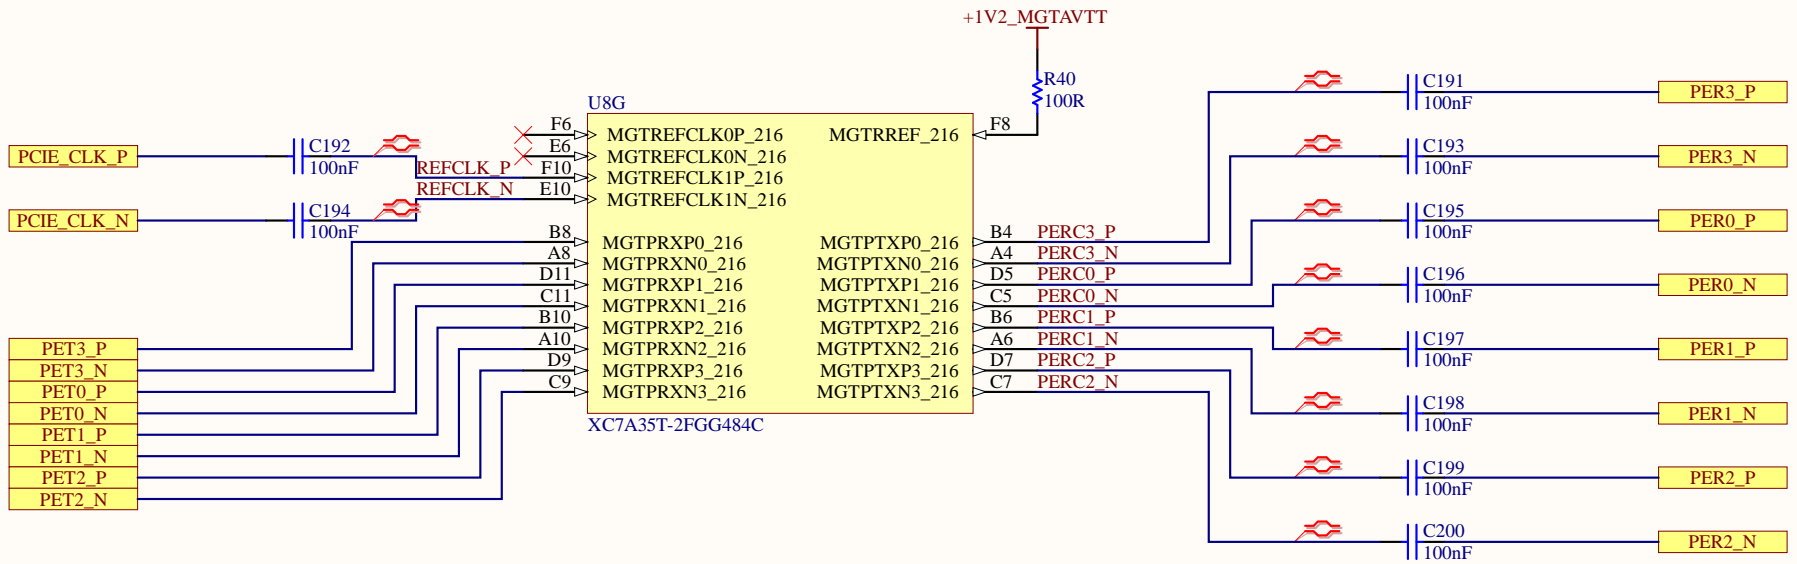 +1V2_MGTAVTT
R40
100R
U8G
F6
MGTREFCLK0P_216
MGTRREF_216
F8
E6
MGTREFCLK0N_216
F10
MGTREFCLK1P_216
E10
MGTREFCLK1N_216
PCIE_CLK_P
C192
100nF
REFCLK_P
PCIE_CLK_N
C194
100nF
REFCLK_N
B8
MGTPRXP0_216
MGTPTXP0_216
B4
PERC3_P
A8
MGTPRXN0_216
MGTPTXN0_216
A4
PERC3_N
D11
MGTPRXP1_216
MGTPTXP1_216
D5
PERC0_P
C11
MGTPRXN1_216
MGTPTXN1_216
C5
PERC0_N
B10
MGTPRXP2_216
MGTPTXP2_216
B6
PERC1_P
A10
MGTPRXN2_216
MGTPTXN2_216
A6
PERC1_N
D9
MGTPRXP3_216
MGTPTXP3_216
D7
PERC2_P
C9
MGTPRXN3_216
MGTPTXN3_216
C7
PERC2_N
XC7A35T-2FGG484C
PET3_P
PET3_N
PET0_P
PET0_N
PET1_P
PET1_N
PET2_P
PET2_N
C191
100nF
PER3_P
C193
100nF
PER3_N
C195
100nF
PER0_P
C196
100nF
PER0_N
C197
100nF
PER1_P
C198
100nF
PER1_N
C199
100nF
PER2_P
C200
100nF
PER2_N